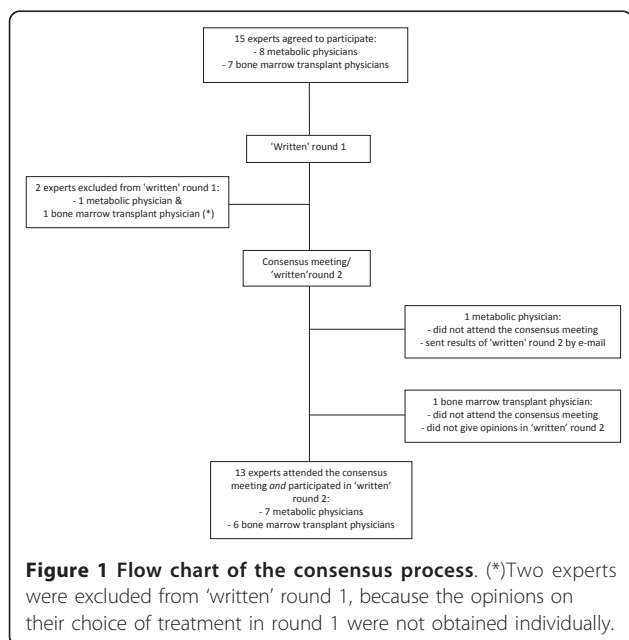 15 experts agreed to participate:
- 8 metabolic physicians
- 7 bone marrow transplant physicians
'Written' round 1
2 experts excluded from 'written' round 1:
- 1 metabolic physician &
1 bone marrow transplant physician (*)
Consensus meeting/
'written'round 2
1 metabolic physician:
- did not attend the consensus meeting
- sent results of 'written' round 2 by e-mail
1 bone marrow transplant physician:
- did not attend the consensus meeting
- did not give opinions in 'written' round 2
13 experts attended the consensus
meeting and participated in 'written'
round 2:
- 7 metabolic physicians
- 6 bone marrow transplant physicians
Figure 1 Flow chart of the consensus process. (*)Two experts
were excluded from 'written' round 1, because the opinions on
their choice of treatment in round 1 were not obtained individually.